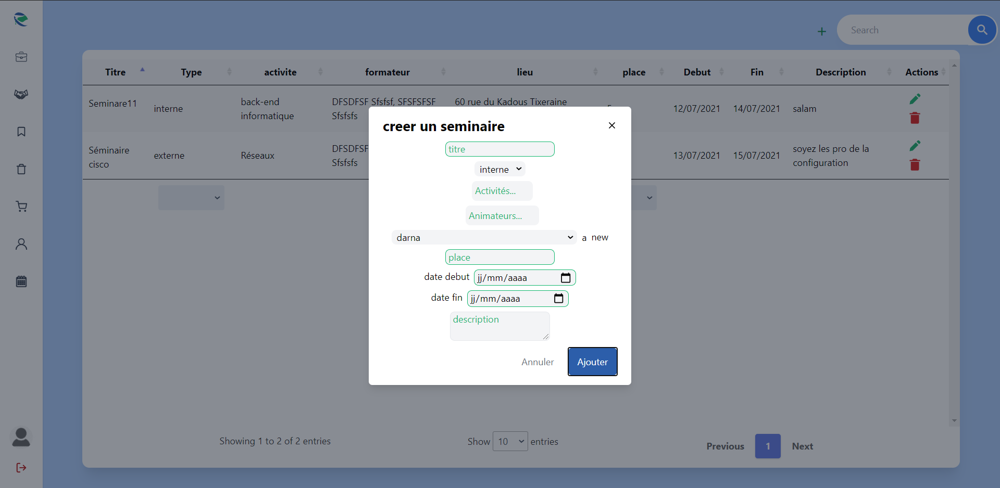 Search
Titre Type activite formateur lieu place Debut Fin Description Actions
Seminare11 interne back-end informatique DFSDFSF Sfsfsf, SFSFSFSF Sfsfsfs 60 rue du Kadous Tixeraine 12/07/2021 14/07/2021 salam
Séminaire cisco externe Réseaux DFSDFSF Sfsfsfs 13/07/2021 15/07/2021 soyez les pro de la configuration
creer un seminaire
titre
interne
Activités...
Animateurs...
darna a new
place
date debut jj/mm/aaaa
date fin jj/mm/aaaa
description
Annuler Ajouter
Showing 1 to 2 of 2 entries Show 10 entries Previous 1 Next